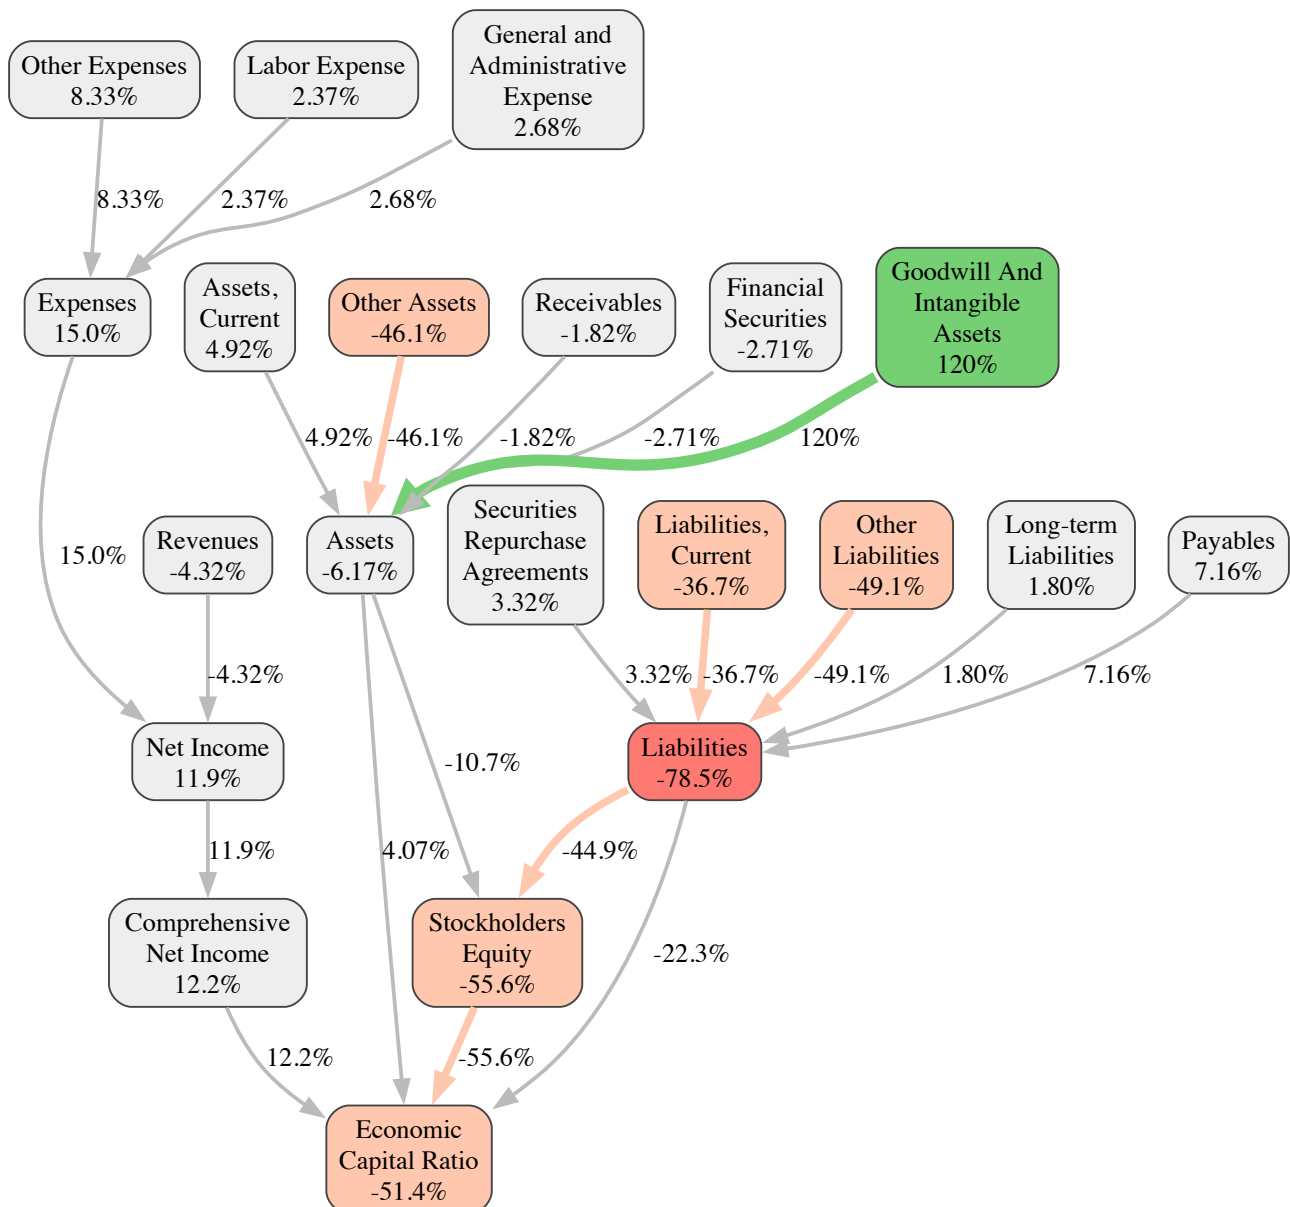 Other Expenses
8.33%
Labor Expense
2.37%
General and
Administrative
Expense
2.68%
8.33%
2.37%
2.68%
Expenses
15.0%
Assets,
Current
4.92%
Other Assets
-46.1%
Receivables
-1.82%
Financial
Securities
-2.71%
Goodwill And
Intangible
Assets
120%
4.92%
-46.1%
-1.82%
-2.71%
120%
15.0%
Revenues
-4.32%
Assets
-6.17%
Securities
Repurchase
Agreements
3.32%
Liabilities,
Current
-36.7%
Other
Liabilities
-49.1%
Long-term
Liabilities
1.80%
Payables
7.16%
-4.32%
3.32%
-36.7%
-49.1%
1.80%
7.16%
Net Income
11.9%
-10.7%
Liabilities
-78.5%
11.9%
4.07%
-44.9%
Comprehensive
Net Income
12.2%
Stockholders
Equity
-55.6%
-22.3%
12.2%
-55.6%
Economic
Capital Ratio
-51.4%